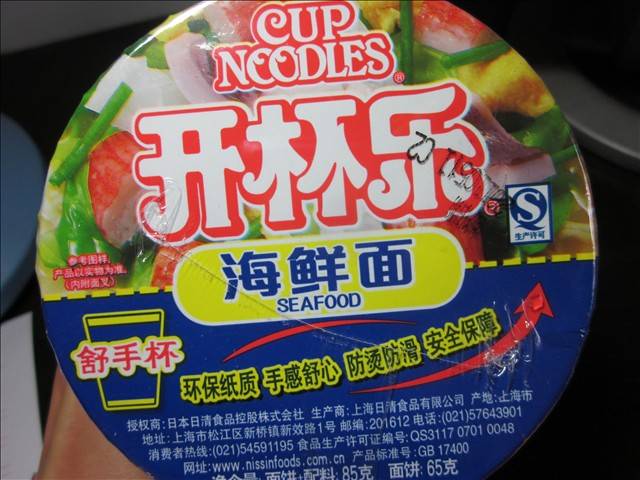 CUP
NOODLES®
开杯乐®
生产许可
海鲜面
SEAFOOD
参考图样,
产品以实物为准。
(内附面叉)
舒手杯
环保纸质 手感舒心 防烫防滑 安全保障
授权商:日本日清食品控股株式会社 生产商:上海日清食品有限公司 产地:上海市
地址:上海市松江区新桥镇新效路1号 邮编:201612 电话:(021)57643901
消费者热线:(021)54591195 食品生产许可证编号:QS3117 0701 0048
网址:www.nissinfoods.com.cn 产品标准号:GB 17400
净含量: 面饼+配料: 85克 面饼: 65克